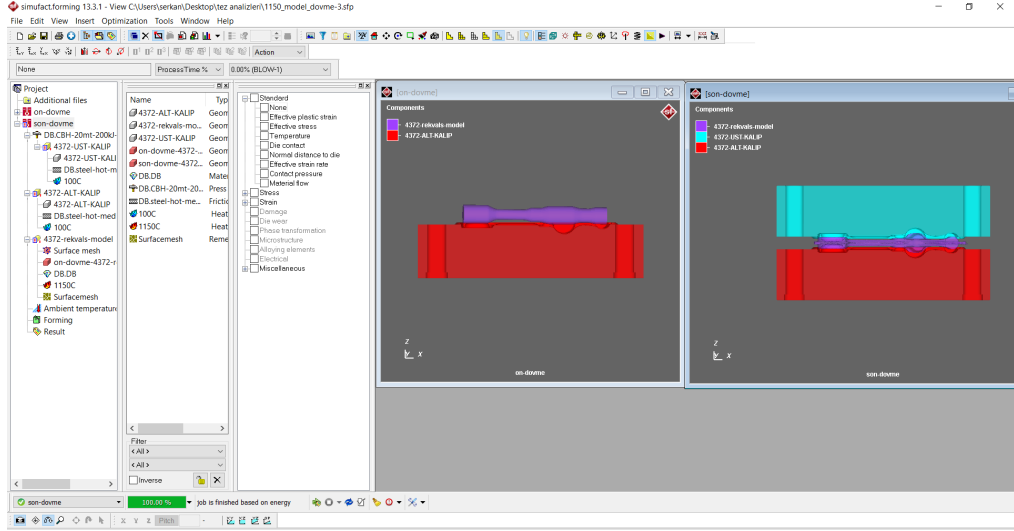 simufact.forming 13.3.1 - View C:\Users\serkan\Desktop\tez analizleri\1150_model_dovme-3.sfp
File Edit View Insert Optimization Tools Window Help
Action
None
ProcessTime %
0.00% (BLOW-1)
Project
Additional files
on-dovme
son-dovme
DB.CBH-20mt-200kJ-
4372-UST-KALIP
4372-UST-KALI
DB.steel-hot-m
100C
4372-ALT-KALIP
4372-ALT-KALIP
DB.steel-hot-med
100C
4372-rekvals-model
Surface mesh
on-dovme-4372-r
DB.DB
1150C
Surfacemesh
Ambient temperature
Forming
Result
Name Typ
4372-ALT-KALIP Geom
4372-rekvals-mo... Geom
4372-UST-KALIP Geom
on-dovme-4372-... Geom
son-dovme-4372... Geom
DB.DB Mate
DB.CBH-20mt-20... Press
DB.steel-hot-me... Frictic
100C Heat
1150C Heat
Surfacemesh Reme
Filter
<All>
<All>
Inverse
Standard
None
Effective plastic strain
Effective stress
Temperature
Die contact
Normal distance to die
Effective strain rate
Contact pressure
Material flow
Stress
Strain
Damage
Die wear
Phase transformation
Microstructure
Alloying elements
Electrical
Miscellaneous
[on-dovme]
Components
4372-rekvals-model
4372-ALT-KALIP
Z
Y X
on-dovme
[son-dovme]
Components
4372-rekvals-model
4372-UST-KALIP
4372-ALT-KALIP
Z
Y X
son-dovme
son-dovme
100.00 %
job is finished based on energy
X Y Z Pitch